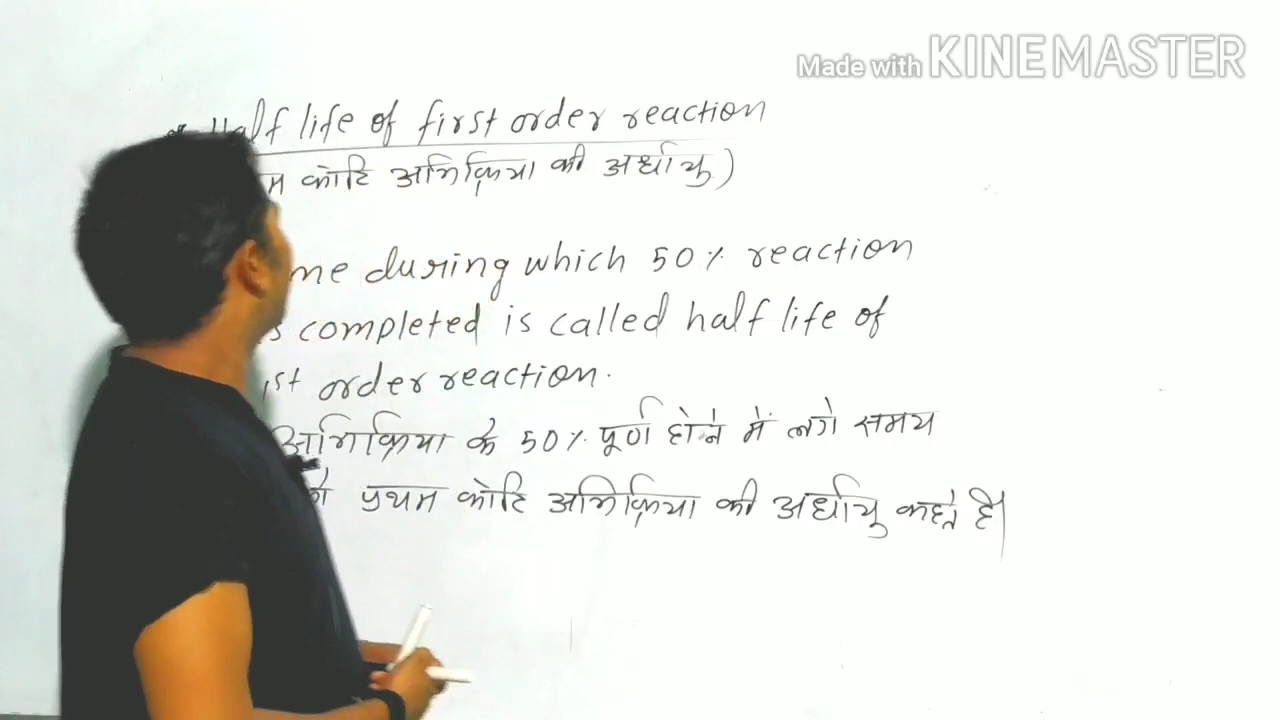 Made with KINEMASTER
Half life of first order reaction
कोटि अभिक्रिया की अर्धायु)
during which 50% reaction
completed is called half life of
1st order reaction.
अभिक्रिया के 50% पूर्ण होने में लगे समय
को प्रथम कोटि अभिक्रिया की अर्धायु कहते है।